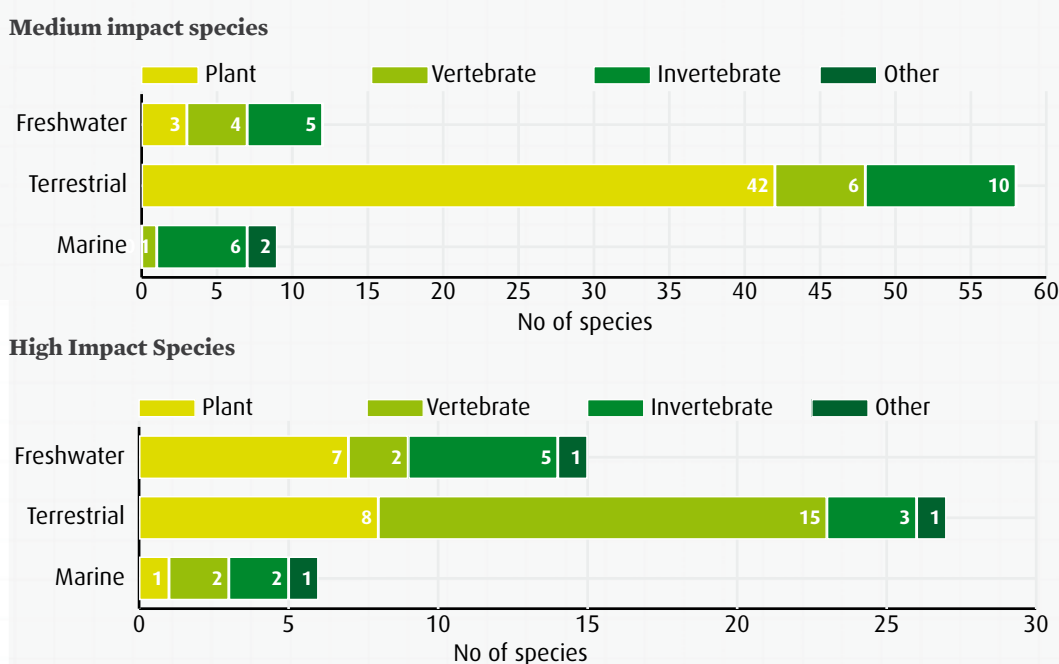 Medium impact species
Plant Vertebrate Invertebrate Other
Freshwater 3 4 5
Terrestrial 42 6 10
Marine 1 6 2
0 5 10 15 20 25 30 35 40 45 50 55 60
No of species
High Impact Species
Plant Vertebrate Invertebrate Other
Freshwater 7 2 5 1
Terrestrial 8 15 3 1
Marine 1 2 2 1
0 5 10 15 20 25 30
No of species